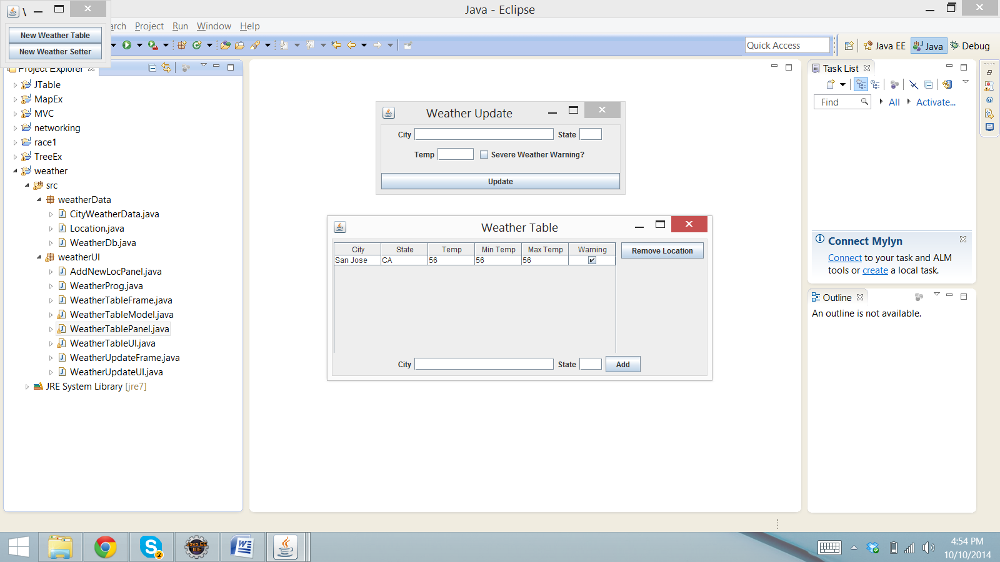 \
New Weather Table
New Weather Setter
Java - Eclipse
arch Project Run Window Help
Quick Access
Java EE
Java
Debug
Project Explorer
JTable
MapEx
MVC
networking
race1
TreeEx
weather
src
weatherData
CityWeatherData.java
Location.java
WeatherDb.java
weatherUI
AddNewLocPanel.java
WeatherProg.java
WeatherTableFrame.java
WeatherTableModel.java
WeatherTablePanel.java
WeatherTableUI.java
WeatherUpdateFrame.java
WeatherUpdateUI.java
JRE System Library [jre7]
Weather Update
City State
Temp Severe Weather Warning?
Update
Weather Table
City State Temp Min Temp Max Temp Warning
San Jose CA 56 56 56
Remove Location
City State Add
Task List
Find All Activate...
Connect Mylyn
Connect to your task and ALM
tools or create a local task.
Outline
An outline is not available.
2
Java EE
IDE
4:54 PM
10/10/2014